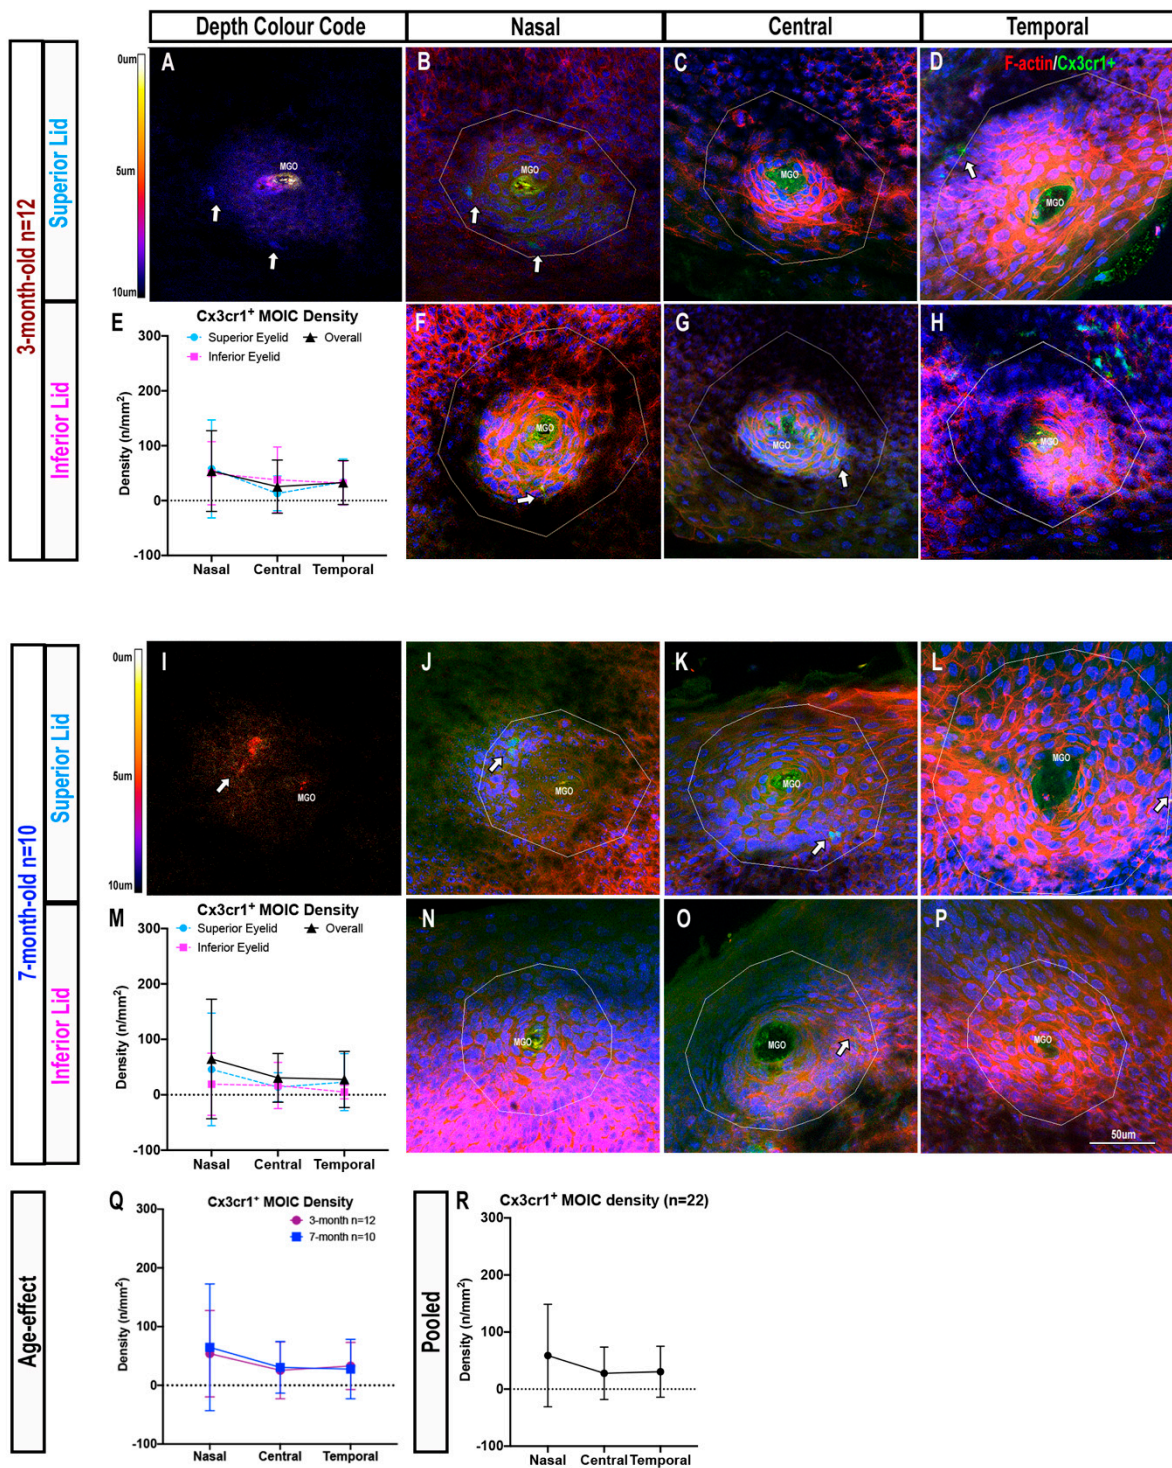 Depth Colour Code
Nasal
Central
Temporal
3-month-old n=12
Superior Lid
Inferior Lid
0um
5um
10um
A
MGO
B
MGO
C
MGO
D
F-actin/Cx3cr1+
MGO
E
Cx3cr1⁺ MOIC Density
Superior Eyelid
Overall
Inferior Eyelid
Density (n/mm²)
300
200
100
0
-100
Nasal
Central
Temporal
F
MGO
G
MGO
H
MGO
7-month-old n=10
Superior Lid
Inferior Lid
0um
5um
10um
I
MGO
J
MGO
K
MGO
L
MGO
M
Cx3cr1⁺ MOIC Density
Superior Eyelid
Overall
Inferior Eyelid
Density (n/mm²)
300
200
100
0
-100
Nasal
Central
Temporal
N
MGO
O
MGO
P
MGO
50um
Age-effect
Q
Cx3cr1⁺ MOIC Density
3-month n=12
7-month n=10
Density (n/mm²)
300
200
100
0
-100
Nasal
Central
Temporal
Pooled
R
Cx3cr1⁺ MOIC density (n=22)
Density (n/mm²)
300
200
100
0
-100
Nasal
Central
Temporal